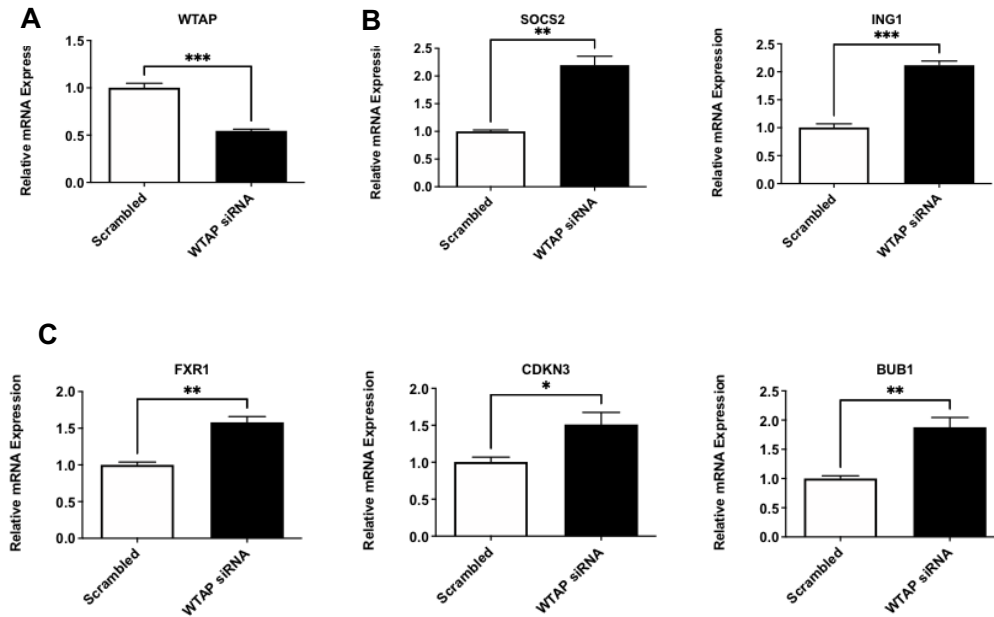 A
WTAP
Relative mRNA Express
1.5
1.0
0.5
0.0
***
Scrambled
WTAP siRNA
B
SOCS2
Relative mRNA Expressi
2.5
2.0
1.5
1.0
0.5
0.0
**
Scrambled
WTAP siRNA
ING1
Relative mRNA Expression
2.5
2.0
1.5
1.0
0.5
0.0
***
Scrambled
WTAP siRNA
C
FXR1
Relative mRNA Expression
2.0
1.5
1.0
0.5
0.0
**
Scrambled
WTAP siRNA
CDKN3
Relative mRNA Expression
2.0
1.5
1.0
0.5
0.0
*
Scrambled
WTAP siRNA
BUB1
Relative mRNA Expression
2.5
2.0
1.5
1.0
0.5
0.0
**
Scrambled
WTAP siRNA